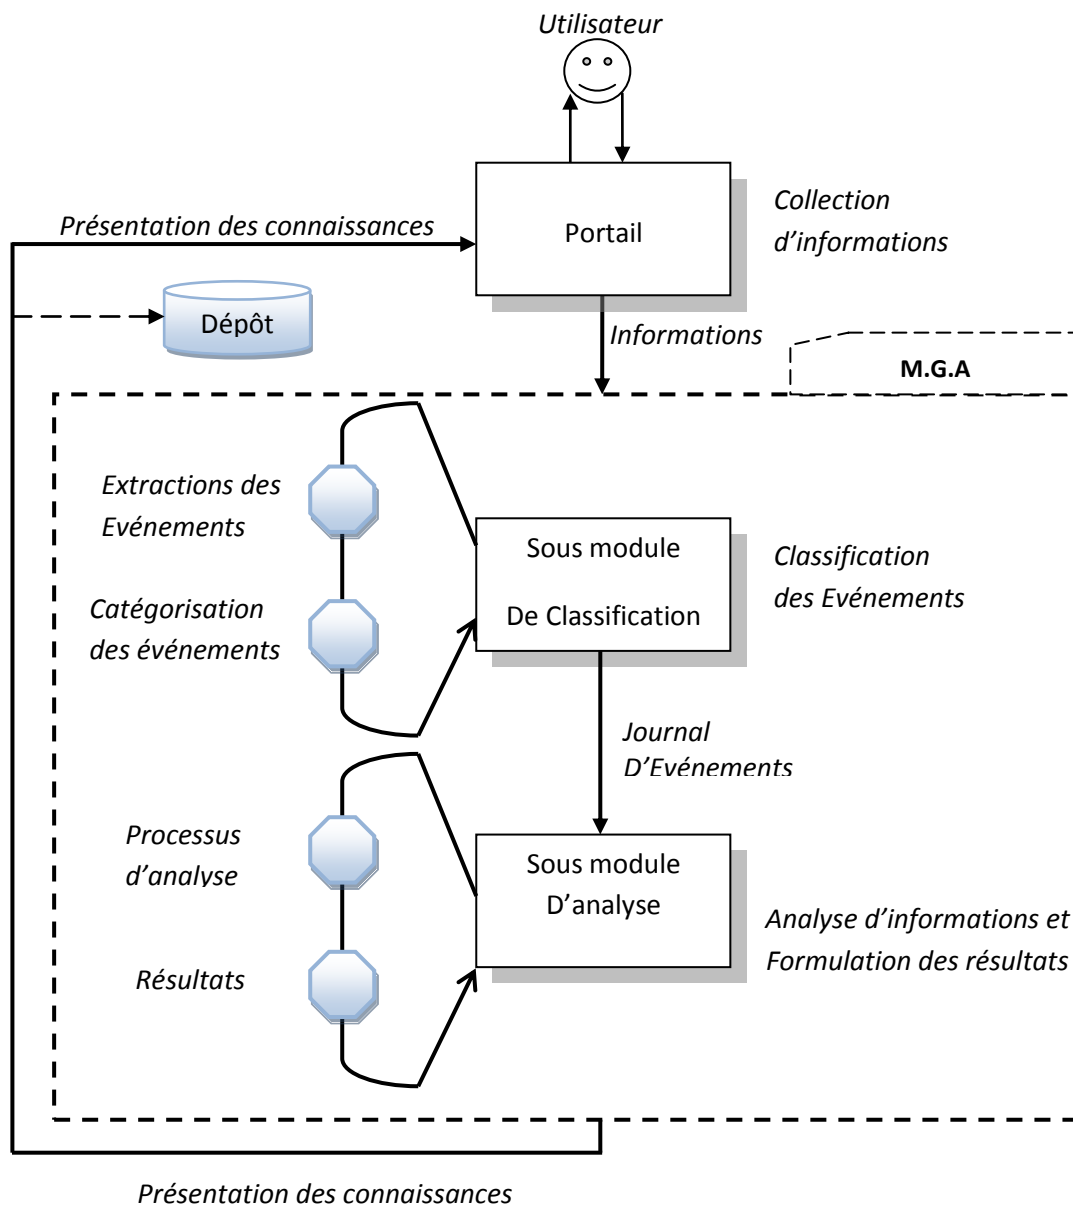 Utilisateur
Portail
Collection
d’informations
Présentation des connaissances
Dépôt
Informations
M.G.A
Extractions des
Evénements
Sous module
De Classification
Classification
des Evénements
Catégorisation
des événements
Journal
D’Evénements
Processus
d’analyse
Sous module
D’analyse
Analyse d’informations et
Formulation des résultats
Résultats
Présentation des connaissances